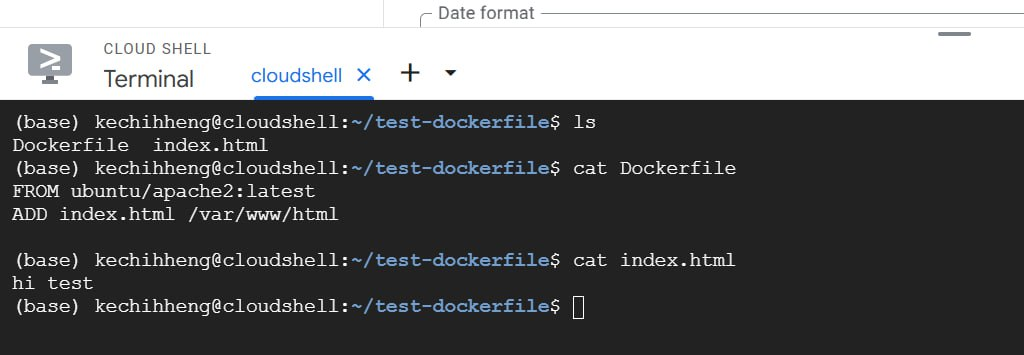 Date format
CLOUD SHELL
Terminal
cloudshell
(base) kechihheng@cloudshell:~/test-dockerfile$ ls
Dockerfile  index.html
(base) kechihheng@cloudshell:~/test-dockerfile$ cat Dockerfile
FROM ubuntu/apache2:latest
ADD index.html /var/www/html
(base) kechihheng@cloudshell:~/test-dockerfile$ cat index.html
hi test
(base) kechihheng@cloudshell:~/test-dockerfile$